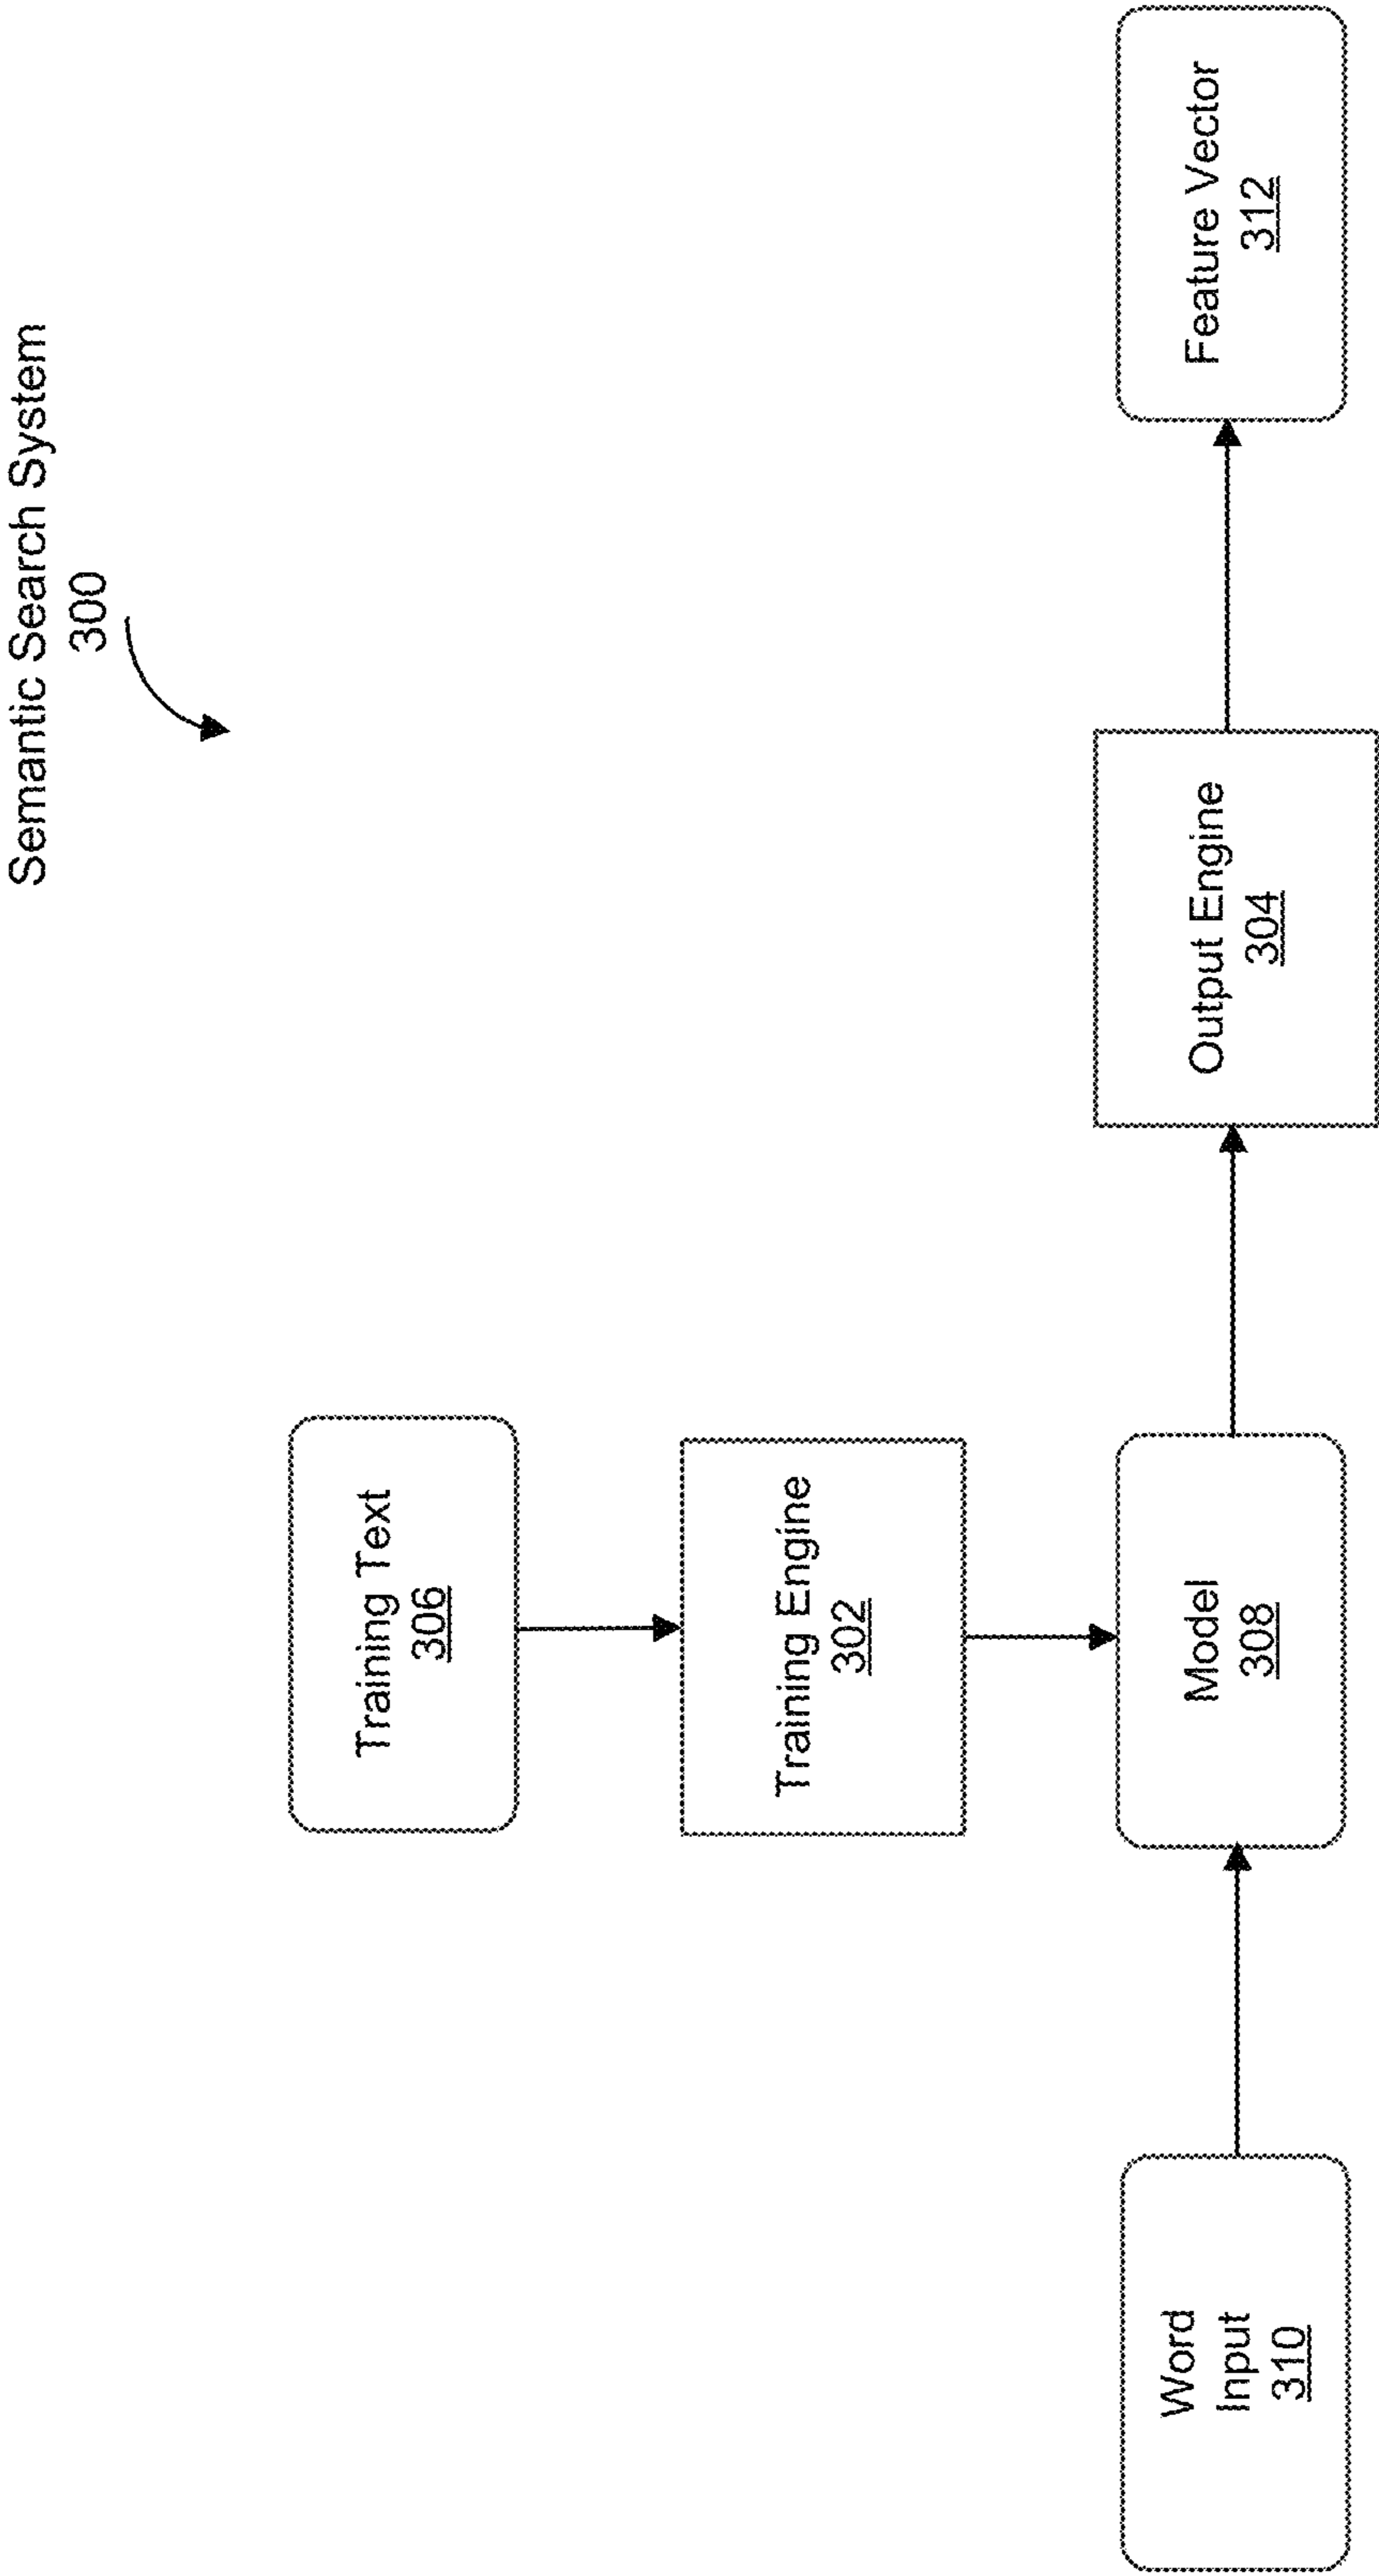 Semantic Search System
300
Training Text
306
Training Engine
302
Word
Input
310
Model
308
Output Engine
304
Feature Vector
312